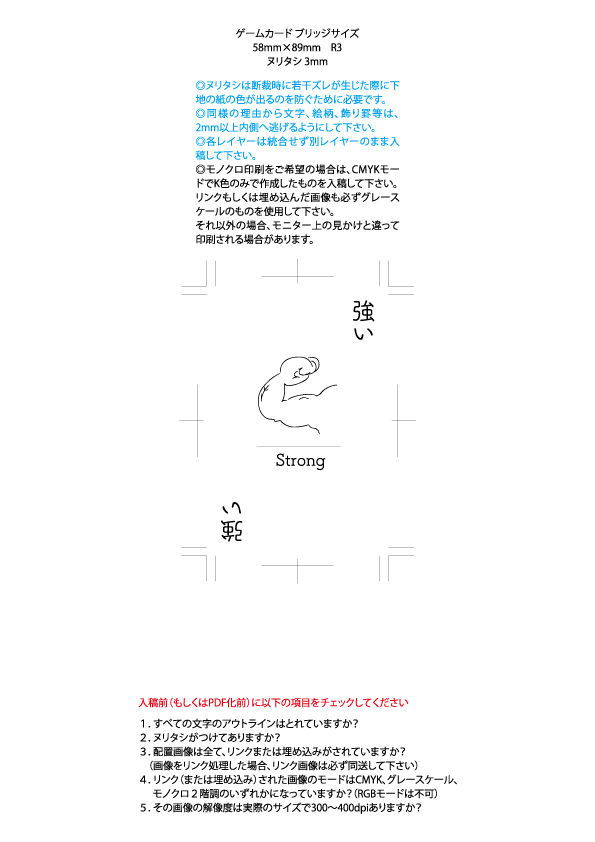 ゲームカード ブリッジサイズ
58mm×89mm　R3
ヌリタシ 3mm
◎ヌリタシは断裁時に若干ズレが生じた際に下
地の紙の色が出るのを防ぐために必要です。
◎同様の理由から文字、絵柄、飾り罫等は、
2mm以上内側へ逃げるようにして下さい。
◎各レイヤーは統合せず別レイヤーのまま入
稿して下さい。
◎モノクロ印刷をご希望の場合は、CMYKモー
ドでK色のみで作成したものを入稿して下さい。
リンクもしくは埋め込んだ画像も必ずグレース
ケールのものを使用して下さい。
それ以外の場合、モニター上の見かけと違って
印刷される場合があります。
強い
Strong
強い
入稿前（もしくはPDF化前）に以下の項目をチェックしてください
１．すべての文字のアウトラインはとれていますか？
２．ヌリタシがつけてありますか？
３．配置画像は全て、リンクまたは埋め込みがされていますか？
（画像をリンク処理した場合、リンク画像は必ず同送して下さい）
４．リンク（または埋め込み）された画像のモードはCMYK、グレースケール、
モノクロ２階調のいずれかになっていますか？（RGBモードは不可）
５．その画像の解像度は実際のサイズで300〜400dpiありますか？